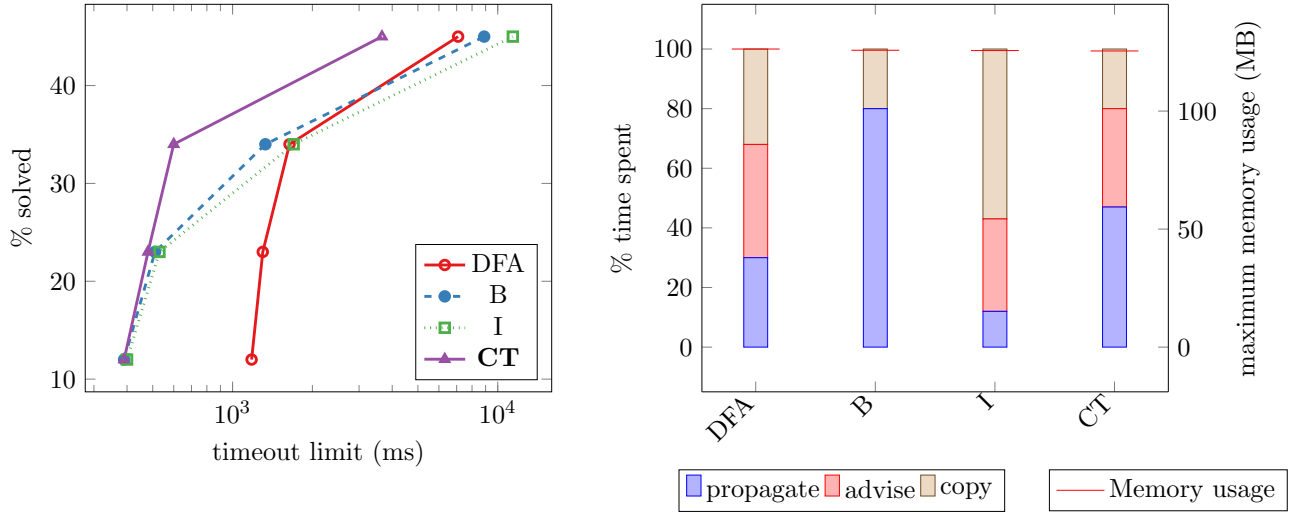 % solved
40
30
20
10
10^3
10^4
timeout limit (ms)
DFA
B
I
CT
% time spent
100
80
60
40
20
0
DFA
B
I
CT
100
50
0
maximum memory usage (MB)
propagate advise copy
Memory usage